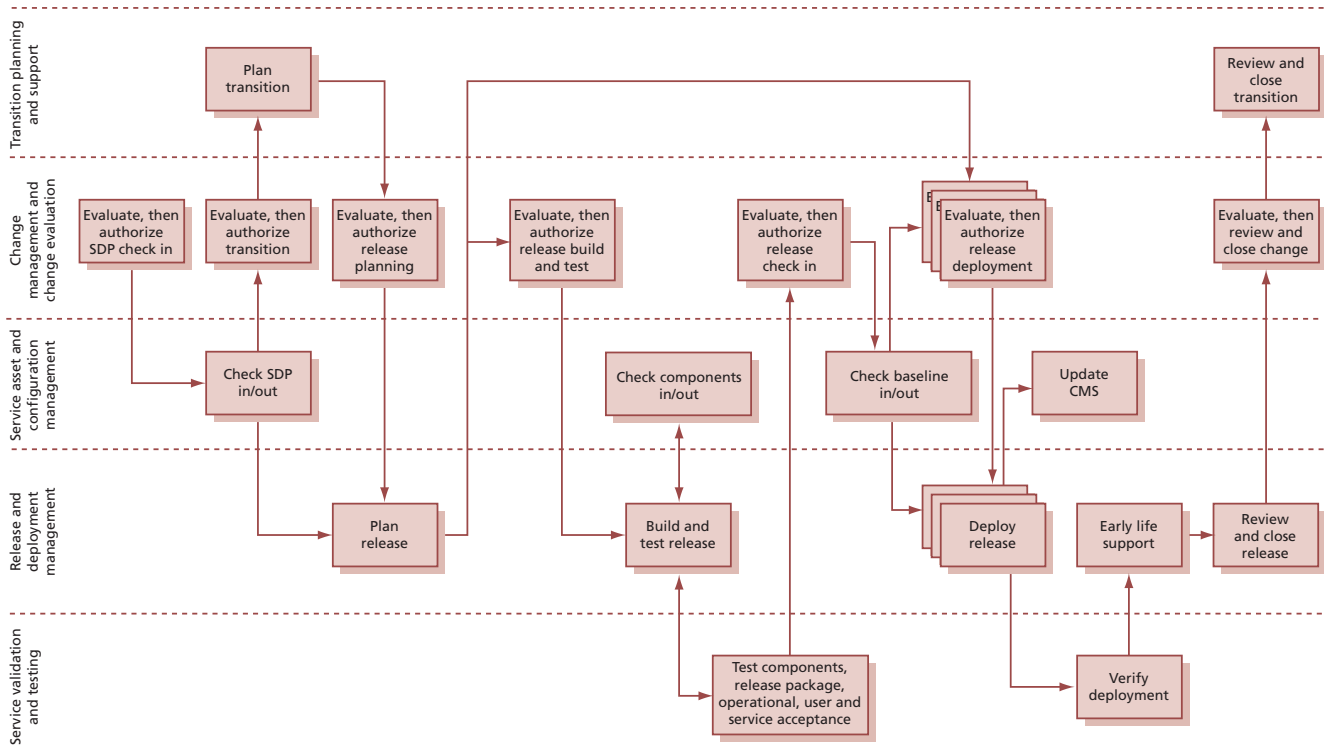 Transition planning
and support
Plan
transition
Review and
close
transition
Change
management and
change evaluation
Evaluate, then
authorize
SDP check in
Evaluate, then
authorize
transition
Evaluate, then
authorize
release
planning
Evaluate, then
authorize
release build
and test
Evaluate, then
authorize
release
check in
E
E
Evaluate, then
authorize
release
deployment
Evaluate, then
review and
close change
Service asset and
configuration
management
Check SDP
in/out
Check components
in/out
Check baseline
in/out
Update
CMS
Release and
deployment
management
Plan
release
Build and
test release
Deploy
release
Early life
support
Review
and close
release
Service validation
and testing
Test components,
release package,
operational, user and
service acceptance
Verify
deployment